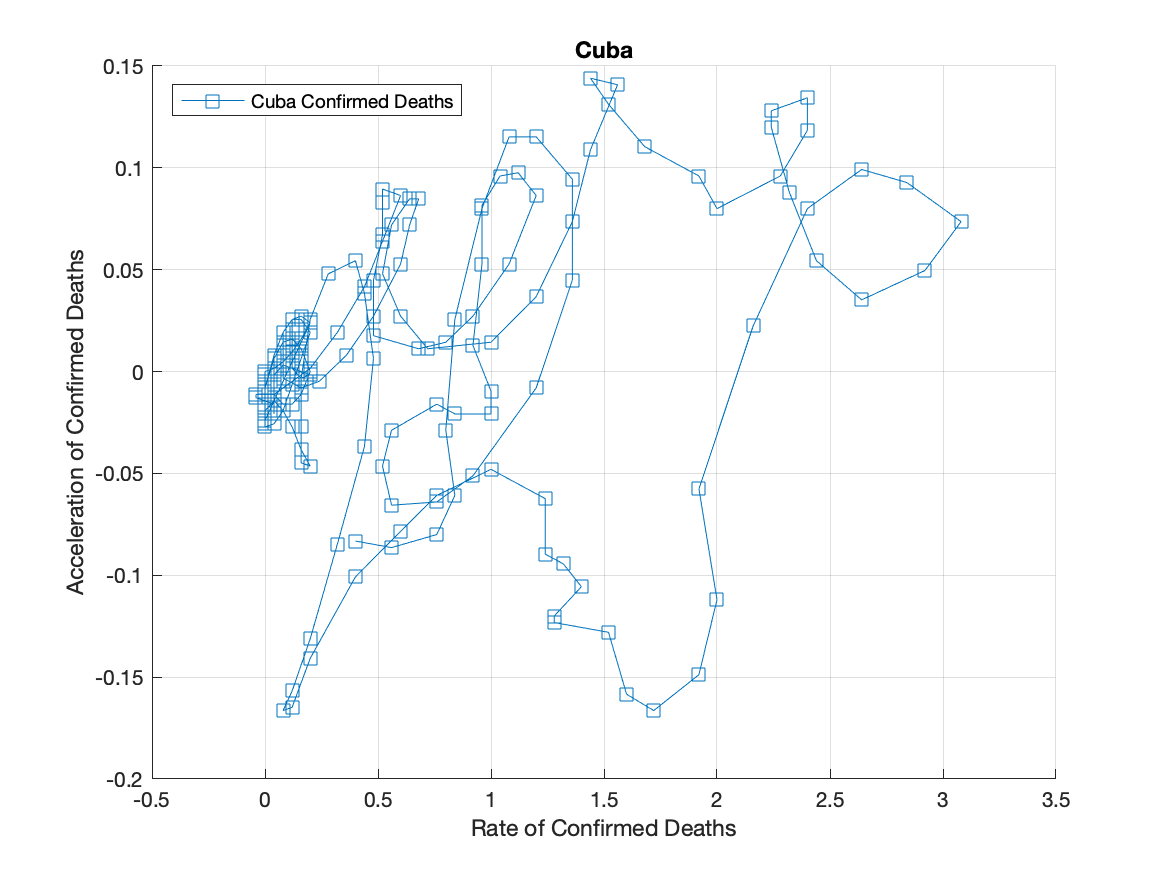 Cuba
Cuba Confirmed Deaths
0.15
0.1
0.05
0
-0.05
-0.1
-0.15
-0.2
Acceleration of Confirmed Deaths
-0.5 0 0.5 1 1.5 2 2.5 3 3.5
Rate of Confirmed Deaths